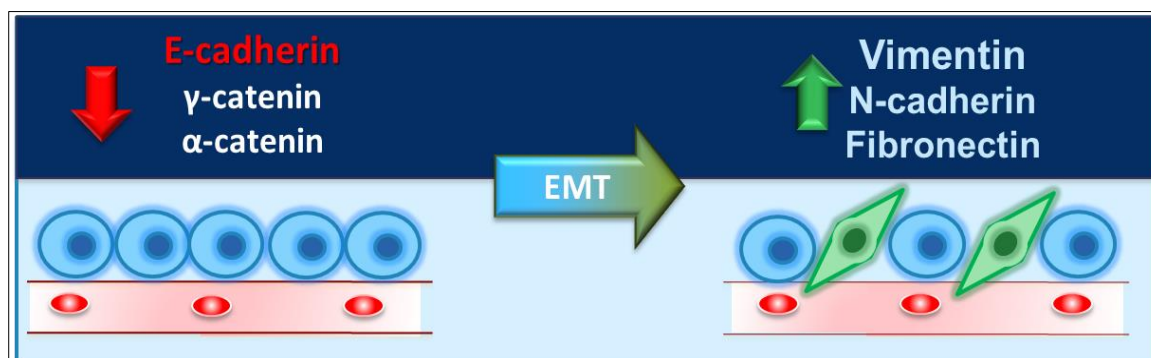 E-cadherin
γ-catenin
α-catenin
EMT
Vimentin
N-cadherin
Fibronectin